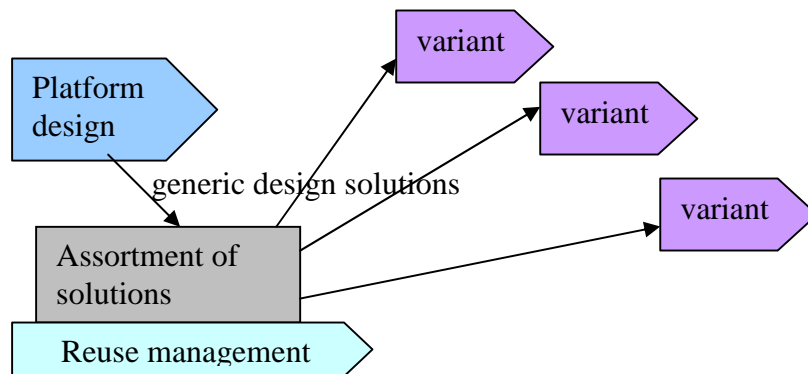 variant
Platform
design
variant
generic design solutions
variant
Assortment of
solutions
Reuse management